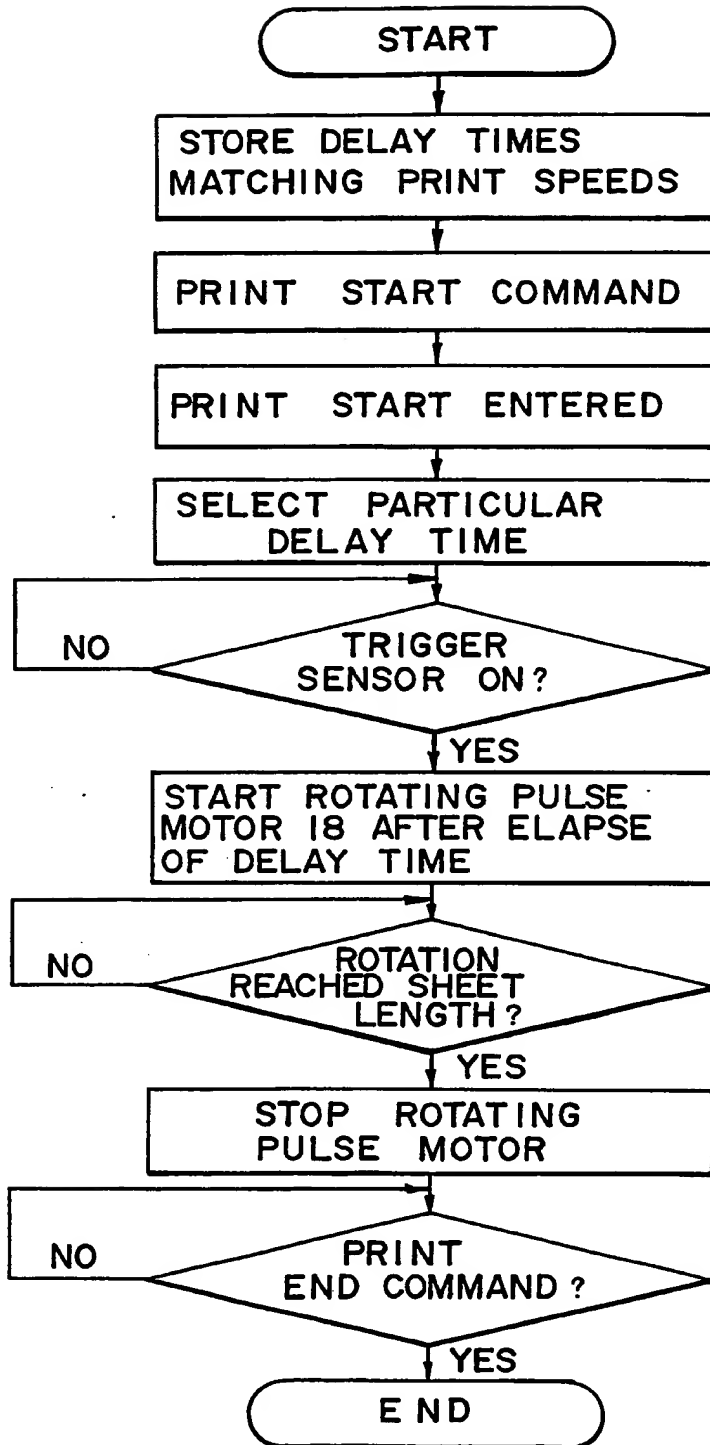 START
STORE DELAY TIMES
MATCHING PRINT SPEEDS
PRINT START COMMAND
PRINT START ENTERED
SELECT PARTICULAR
DELAY TIME
NO
TRIGGER
SENSOR ON?
YES
START ROTATING PULSE
MOTOR 18 AFTER ELAPSE
OF DELAY TIME
NO
ROTATION
REACHED SHEET
LENGTH?
YES
STOP ROTATING
PULSE MOTOR
NO
PRINT
END COMMAND?
YES
END